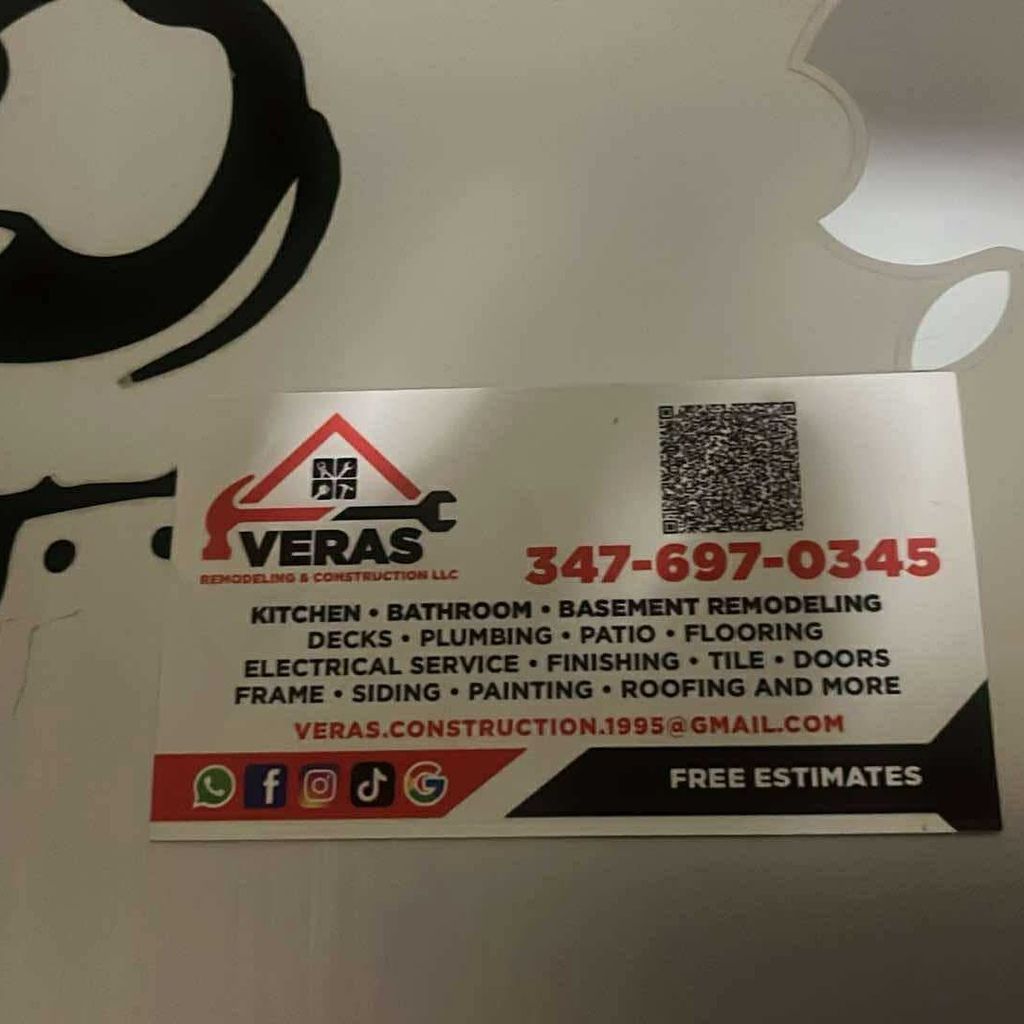 VERAS
REMODELING & CONSTRUCTION LLC
347-697-0345
KITCHEN • BATHROOM • BASEMENT REMODELING
DECKS • PLUMBING • PATIO • FLOORING
ELECTRICAL SERVICE • FINISHING • TILE • DOORS
FRAME • SIDING • PAINTING • ROOFING AND MORE
VERAS.CONSTRUCTION.1995@GMAIL.COM
FREE ESTIMATES